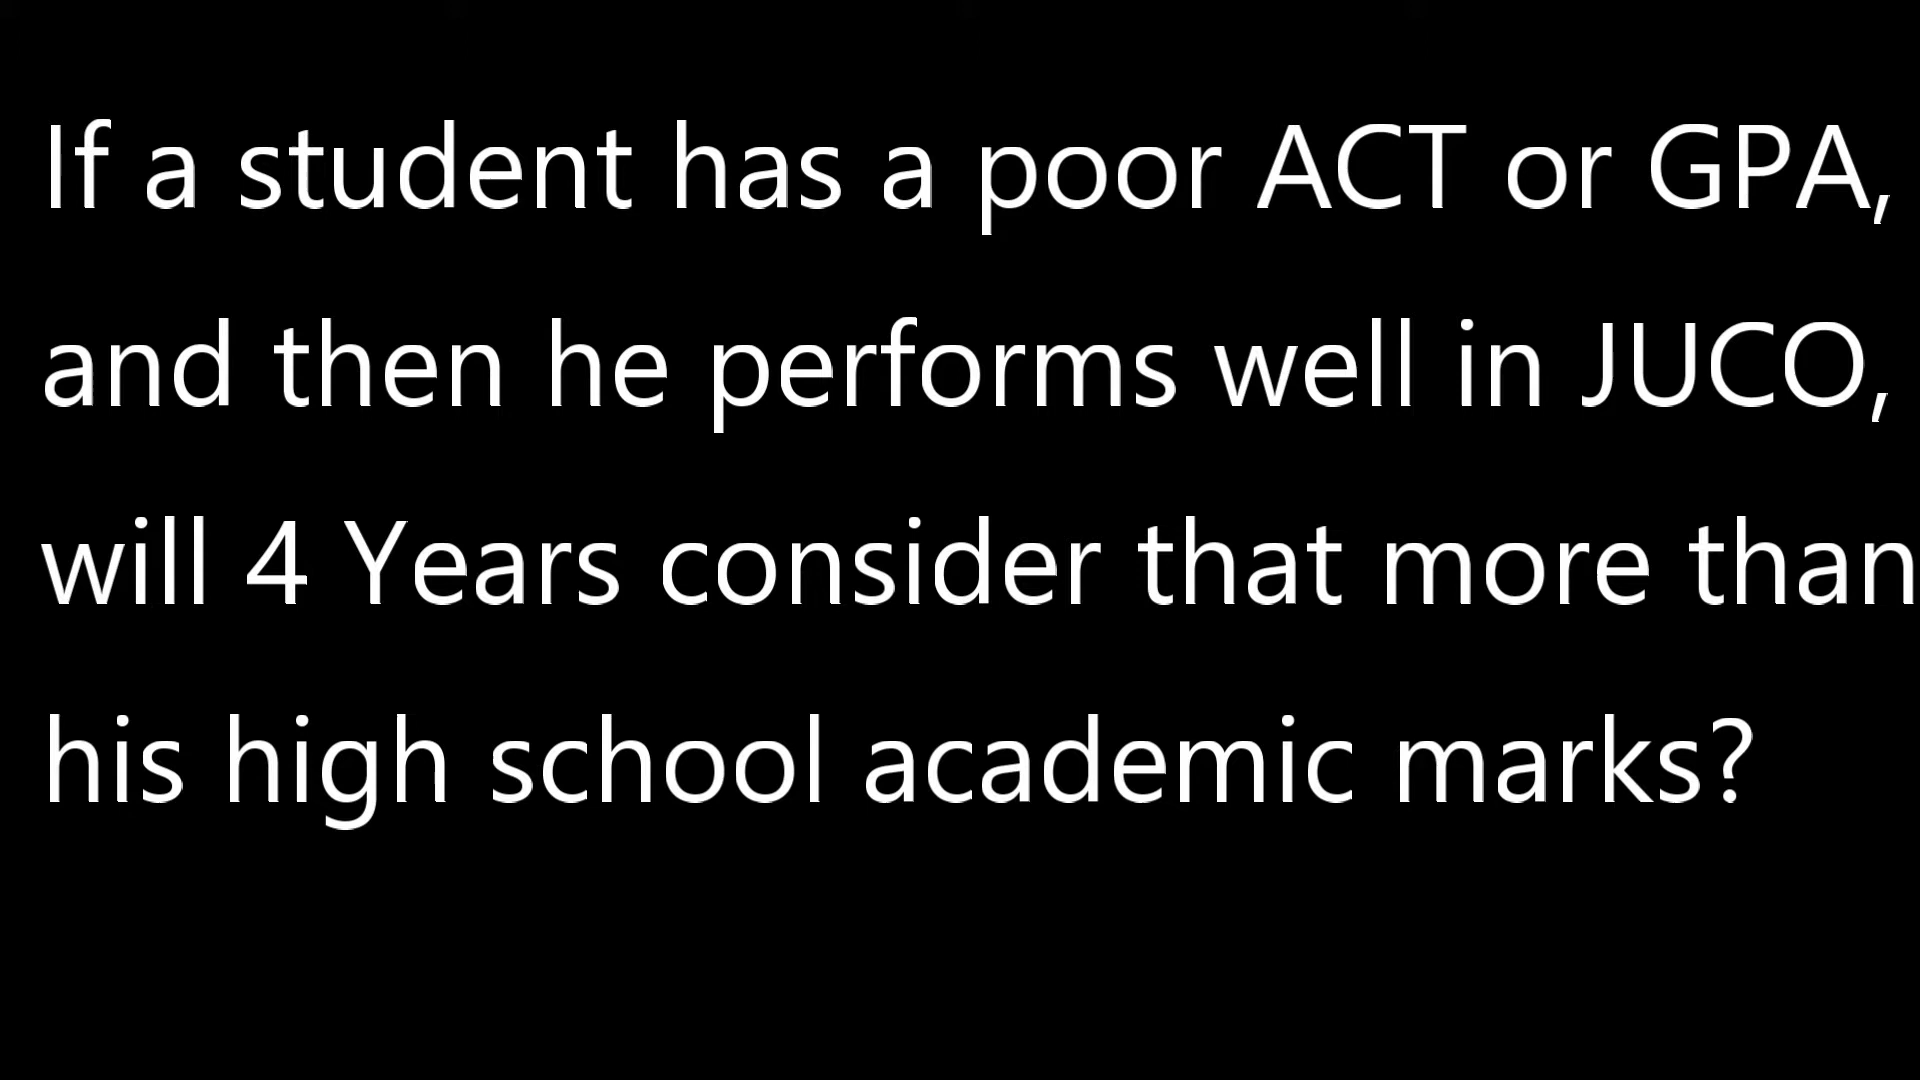 If a student has a poor ACT or GPA,
and then he performs well in JUCO,
will 4 Years consider that more than
his high school academic marks?